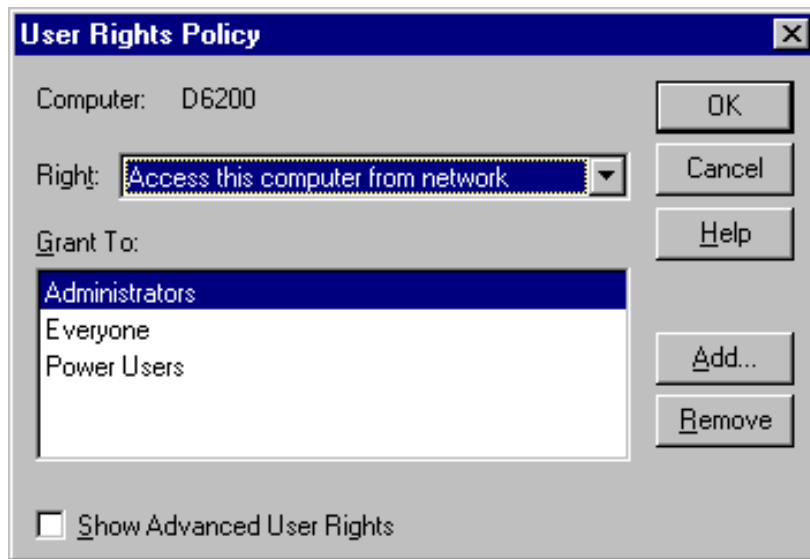 User Rights Policy
Computer: D6200
OK
Right: Access this computer from network
Cancel
Grant To:
Help
Administrators
Everyone
Power Users
Add...
Remove
Show Advanced User Rights